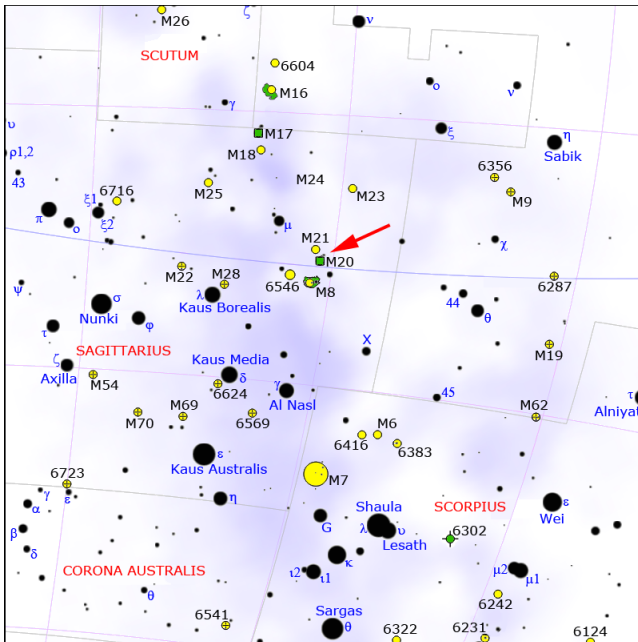 M26
ζ
ν
SCUTUM
6604
ο
ν
M16
γ
ξ
η
M17
Sabik
υ
M18
ρ1,2
6356
M24
43
M25
M23
M9
6716
ξ1
π
ο
ξ2
μ
M21
χ
M20
M22
M28
6546
M8
6287
ψ
λ
44
σ
Kaus Borealis
Nunki
φ
θ
τ
SAGITTARIUS
X
M19
ζ
Kaus Media
Axilla
M54
δ
6624
γ
τ
Al Nasl
45
Alniyat
M70
M69
6569
M62
6416
M6
6383
ε
Kaus Australis
6723
M7
γ
ε
η
Shaula
SCORPIUS
ε
α
G
λ
υ
6302
Wei
β
Lesath
δ
κ
CORONA AUSTRALIS
ι2
ι1
μ2
μ1
θ
6242
Sargas
6541
θ
6322
6231
6124